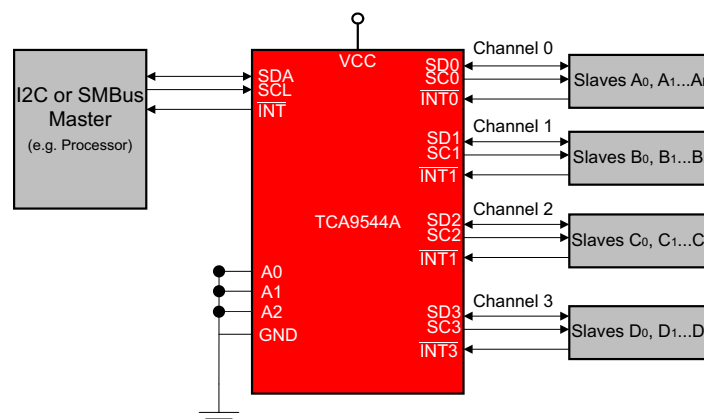 I2C or SMBus
Master
(e.g. Processor)
VCC
SDA
SCL
INT
A0
A1
A2
GND
TCA9544A
Channel 0
SD0
SC0
INT0
Slaves A0, A1...A
Channel 1
SD1
SC1
INT1
Slaves B0, B1...B
Channel 2
SD2
SC2
INT1
Slaves C0, C1...C
Channel 3
SD3
SC3
INT3
Slaves D0, D1...D